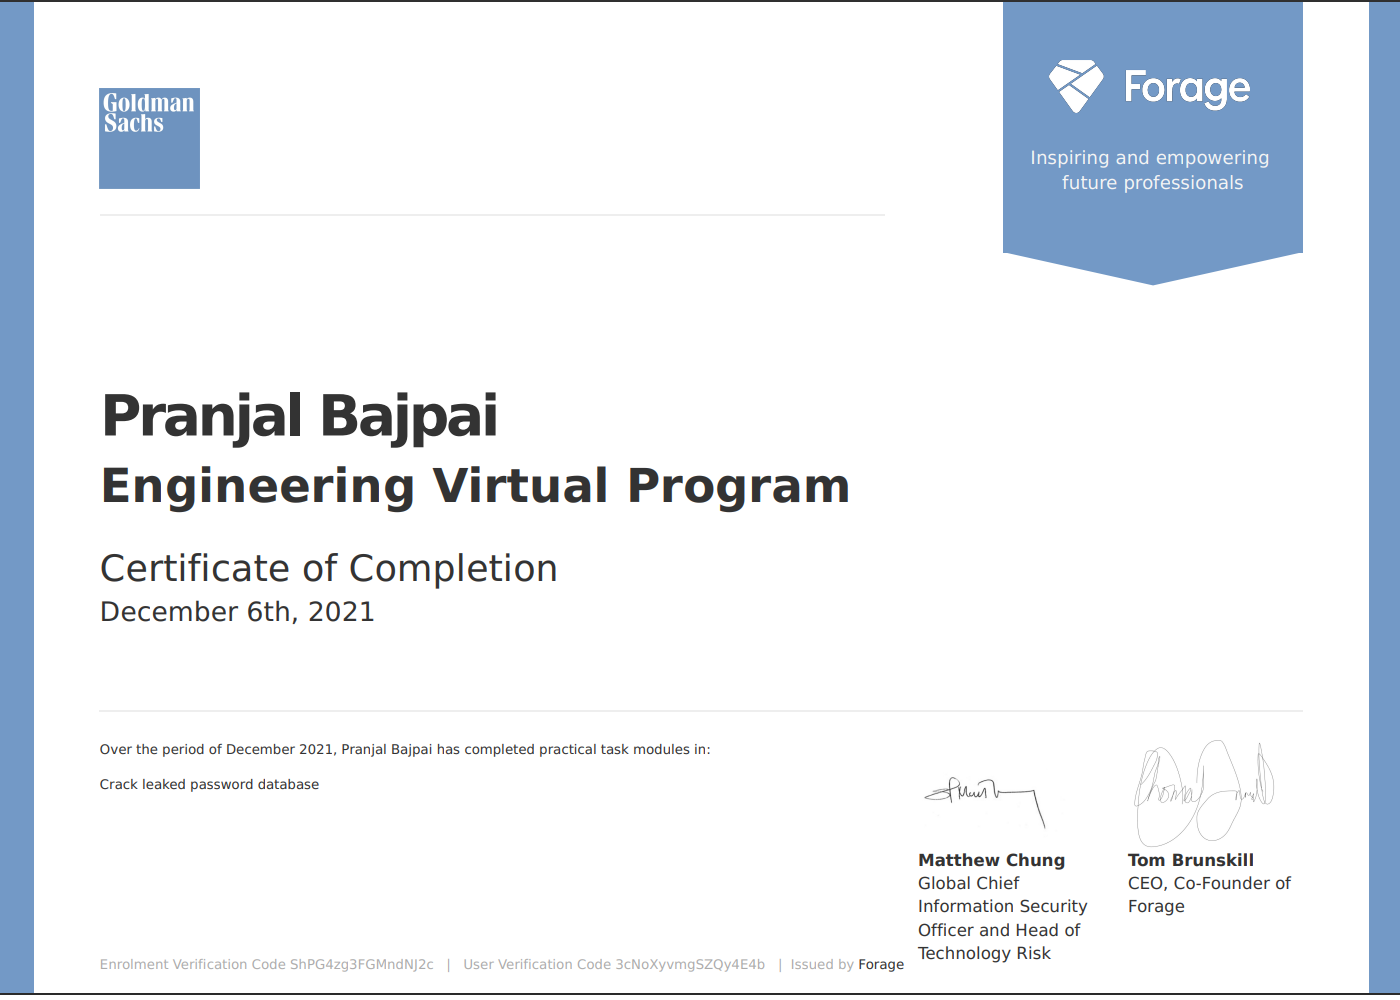 Goldman
Sachs
Forage
Inspiring and empowering
future professionals
Pranjal Bajpai
Engineering Virtual Program
Certificate of Completion
December 6th, 2021
Over the period of December 2021, Pranjal Bajpai has completed practical task modules in:
Crack leaked password database
Matthew Chung
Global Chief
Information Security
Officer and Head of
Technology Risk
Tom Brunskill
CEO, Co-Founder of
Forage
Enrolment Verification Code ShPG4zg3FGMndNJ2c | User Verification Code 3cNoXyvmgSZQy4E4b | Issued by Forage